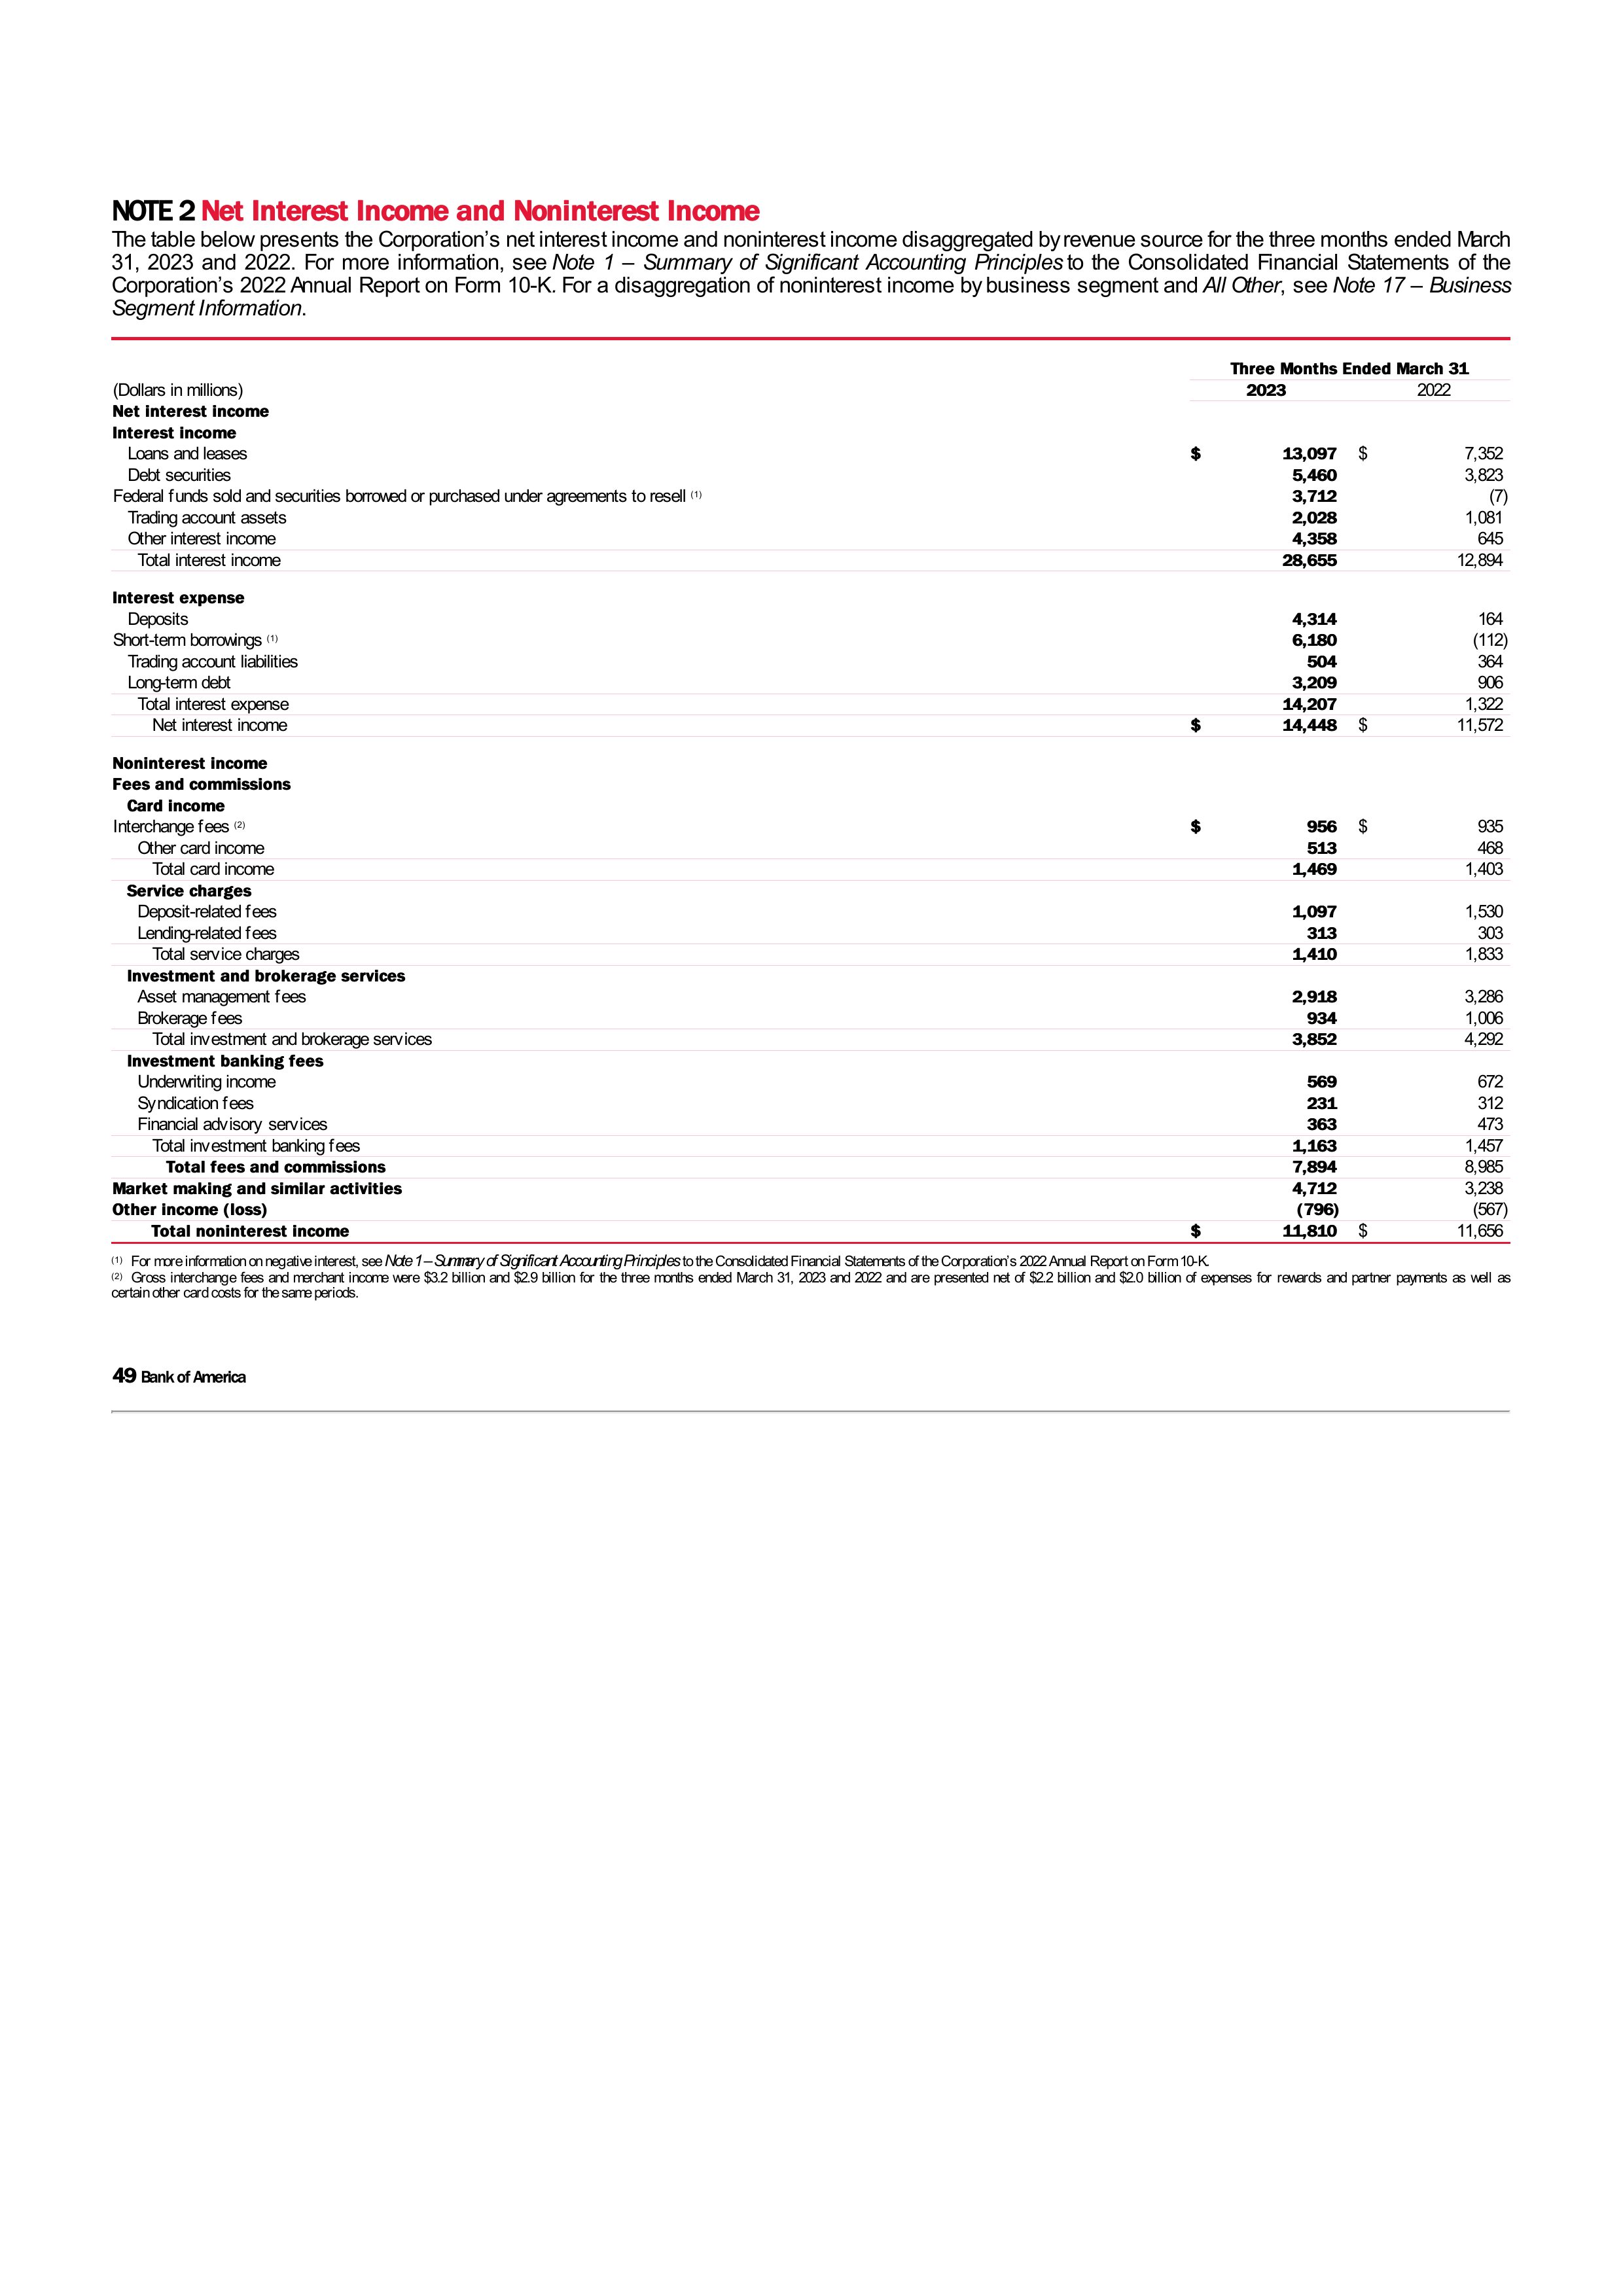 NOTE 2 Net Interest Income and Noninterest Income
The table below presents the Corporation's net interest income and noninterest income disaggregated by revenue source for the three months ended March
31, 2023 and 2022. For more information, see Note 1 – Summary of Significant Accounting Principles to the Consolidated Financial Statements of the
Corporation's 2022 Annual Report on Form 10-K. For a disaggregation of noninterest income by business segment and All Other, see Note 17 – Business
Segment Information.
Three Months Ended March 31
(Dollars in millions) 2023 2022
Net interest income
Interest income
Loans and leases $ 13,097 $ 7,352
Debt securities 5,460 3,823
Federal funds sold and securities borrowed or purchased under agreements to resell (1) 3,712 (7)
Trading account assets 2,028 1,081
Other interest income 4,358 645
Total interest income 28,655 12,894
Interest expense
Deposits 4,314 164
Short-term borrowings (1) 6,180 (112)
Trading account liabilities 504 364
Long-term debt 3,209 906
Total interest expense 14,207 1,322
Net interest income $ 14,448 $ 11,572
Noninterest income
Fees and commissions
Card income
Interchange fees (2) $ 956 $ 935
Other card income 513 468
Total card income 1,469 1,403
Service charges
Deposit-related fees 1,097 1,530
Lending-related fees 313 303
Total service charges 1,410 1,833
Investment and brokerage services
Asset management fees 2,918 3,286
Brokerage fees 934 1,006
Total investment and brokerage services 3,852 4,292
Investment banking fees
Underwriting income 569 672
Syndication fees 231 312
Financial advisory services 363 473
Total investment banking fees 1,163 1,457
Total fees and commissions 7,894 8,985
Market making and similar activities 4,712 3,238
Other income (loss) (796) (567)
Total noninterest income $ 11,810 $ 11,656
(1) For more information on negative interest, see Note 1 – Summary of Significant Accounting Principles to the Consolidated Financial Statements of the Corporation's 2022 Annual Report on Form 10-K.
(2) Gross interchange fees and merchant income were $3.2 billion and $2.9 billion for the three months ended March 31, 2023 and 2022 and are presented net of $2.2 billion and $2.0 billion of expenses for rewards and partner payments as well as
certain other card costs for the same periods.
49 Bank of America